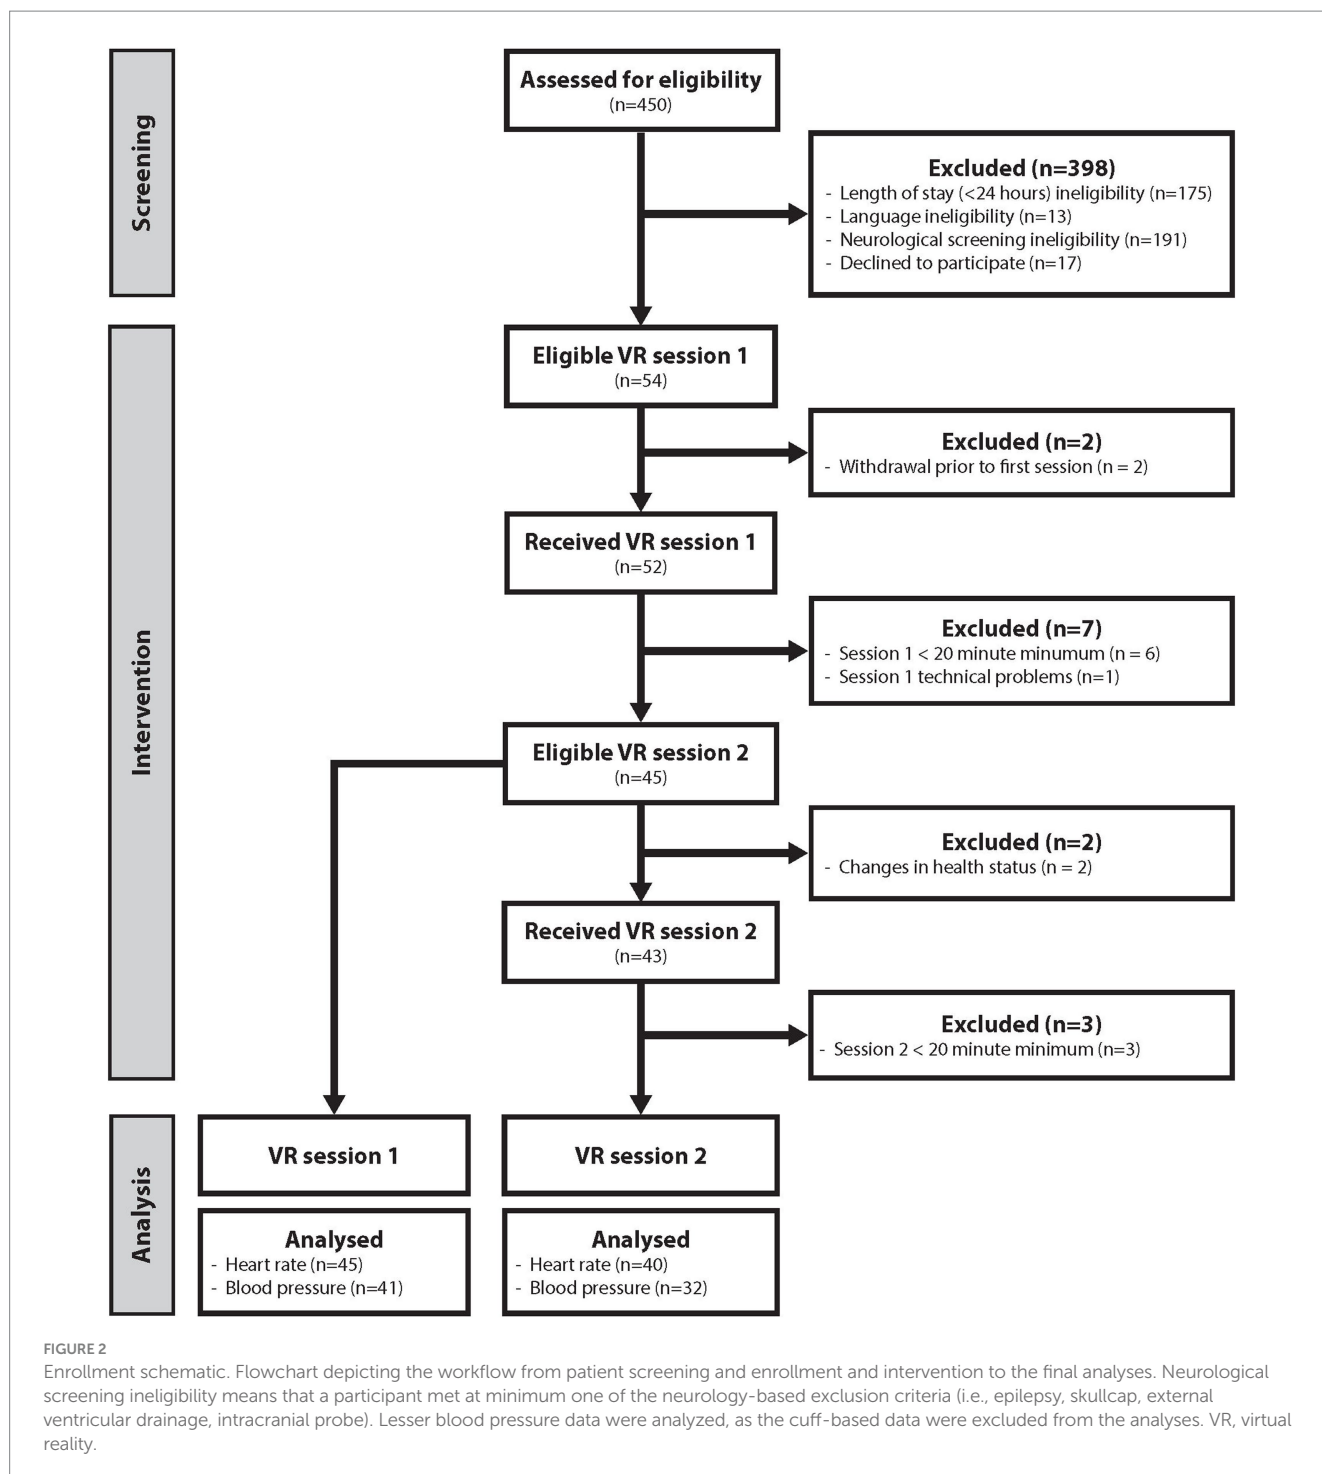 Screening
Assessed for eligibility
(n=450)
Excluded (n=398)
- Length of stay (<24 hours) ineligibility (n=175)
- Language ineligibility (n=13)
- Neurological screening ineligibility (n=191)
- Declined to participate (n=17)
Intervention
Eligible VR session 1
(n=54)
Excluded (n=2)
- Withdrawal prior to first session (n = 2)
Received VR session 1
(n=52)
Excluded (n=7)
- Session 1 < 20 minute minumum (n = 6)
- Session 1 technical problems (n=1)
Eligible VR session 2
(n=45)
Excluded (n=2)
- Changes in health status (n = 2)
Received VR session 2
(n=43)
Excluded (n=3)
- Session 2 < 20 minute minimum (n=3)
Analysis
VR session 1
Analysed
- Heart rate (n=45)
- Blood pressure (n=41)
VR session 2
Analysed
- Heart rate (n=40)
- Blood pressure (n=32)
FIGURE 2
Enrollment schematic. Flowchart depicting the workflow from patient screening and enrollment and intervention to the final analyses. Neurological
screening ineligibility means that a participant met at minimum one of the neurology-based exclusion criteria (i.e., epilepsy, skullcap, external
ventricular drainage, intracranial probe). Lesser blood pressure data were analyzed, as the cuff-based data were excluded from the analyses. VR, virtual
reality.